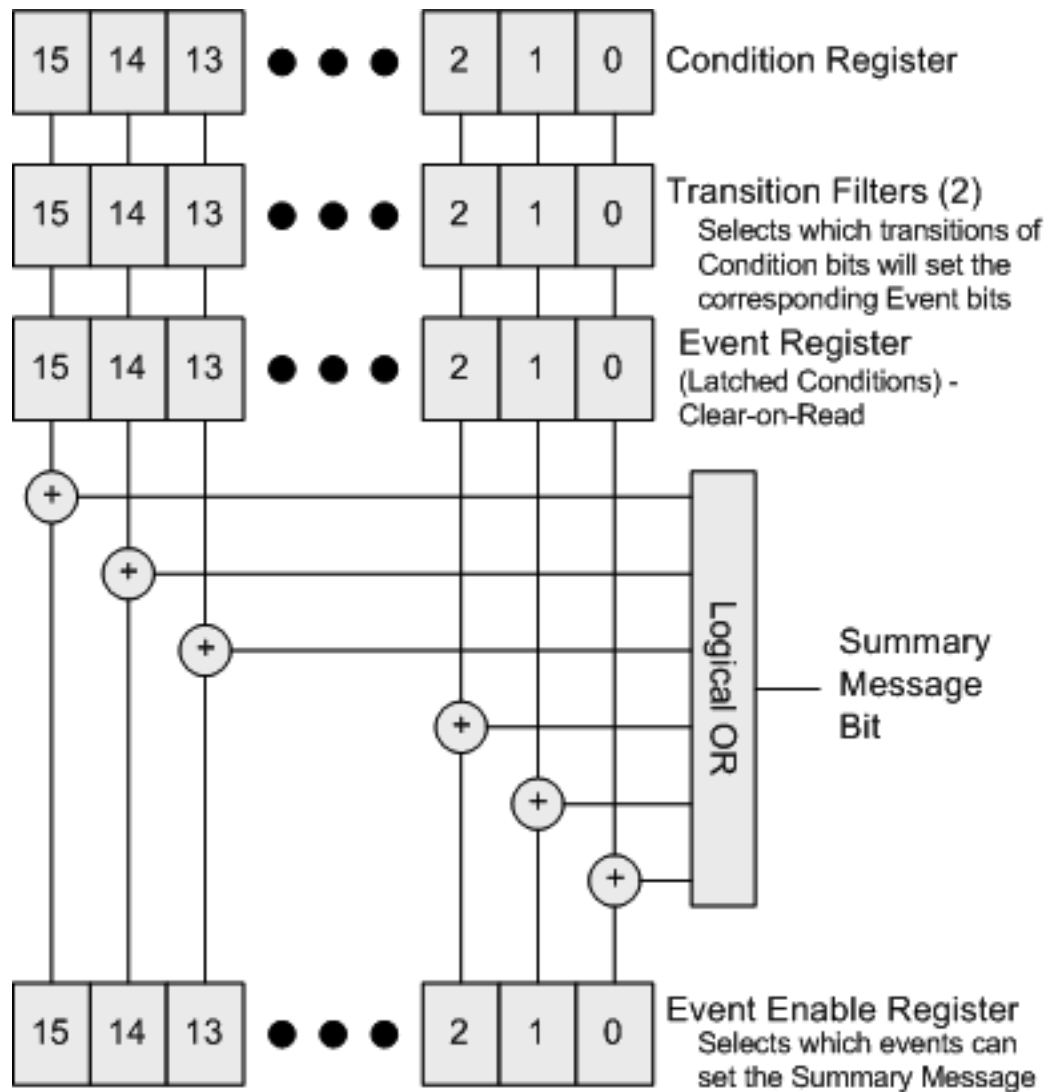 15 14 13 2 1 0 Condition Register
15 14 13 2 1 0 Transition Filters (2)
Selects which transitions of
Condition bits will set the
corresponding Event bits
15 14 13 2 1 0 Event Register
(Latched Conditions) -
Clear-on-Read
+
+
+
+
+
+
Logical OR
Summary
Message
Bit
15 14 13 2 1 0 Event Enable Register
Selects which events can
set the Summary Message